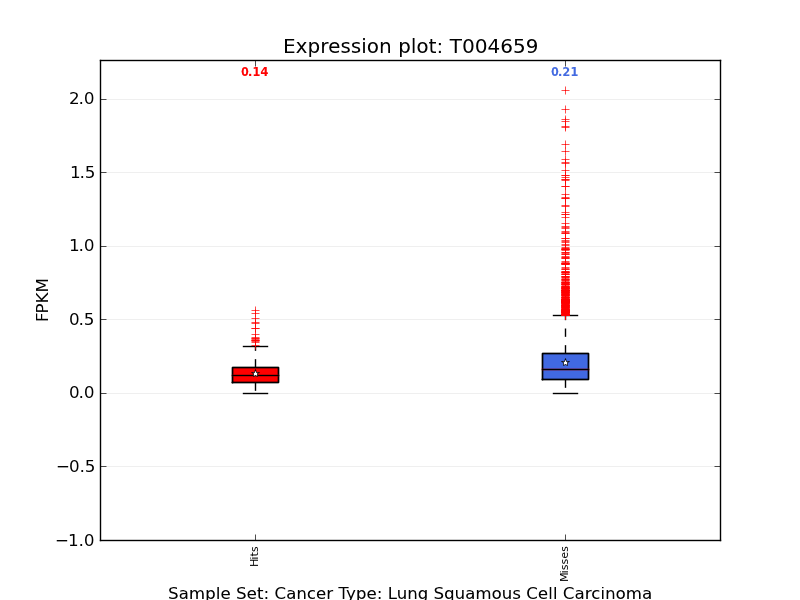 Expression plot: T004659
0.14
0.21
2.0
1.5
1.0
0.5
0.0
−0.5
−1.0
FPKM
Hits
Misses
Sample Set: Cancer Type: Lung Squamous Cell Carcinoma